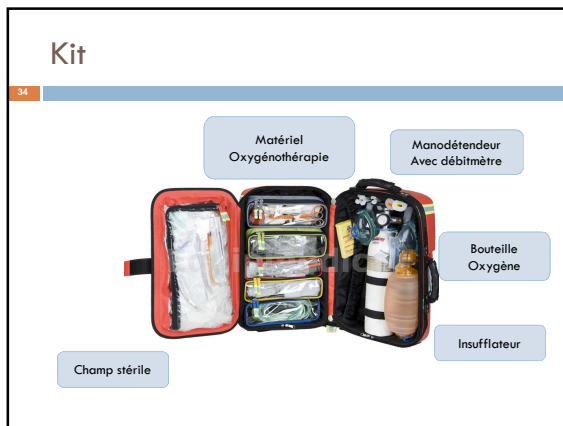 Kit
34
Matériel
Oxygénothérapie
Manodétendeur
Avec débitmètre
Bouteille
Oxygène
Insufflateur
Champ stérile